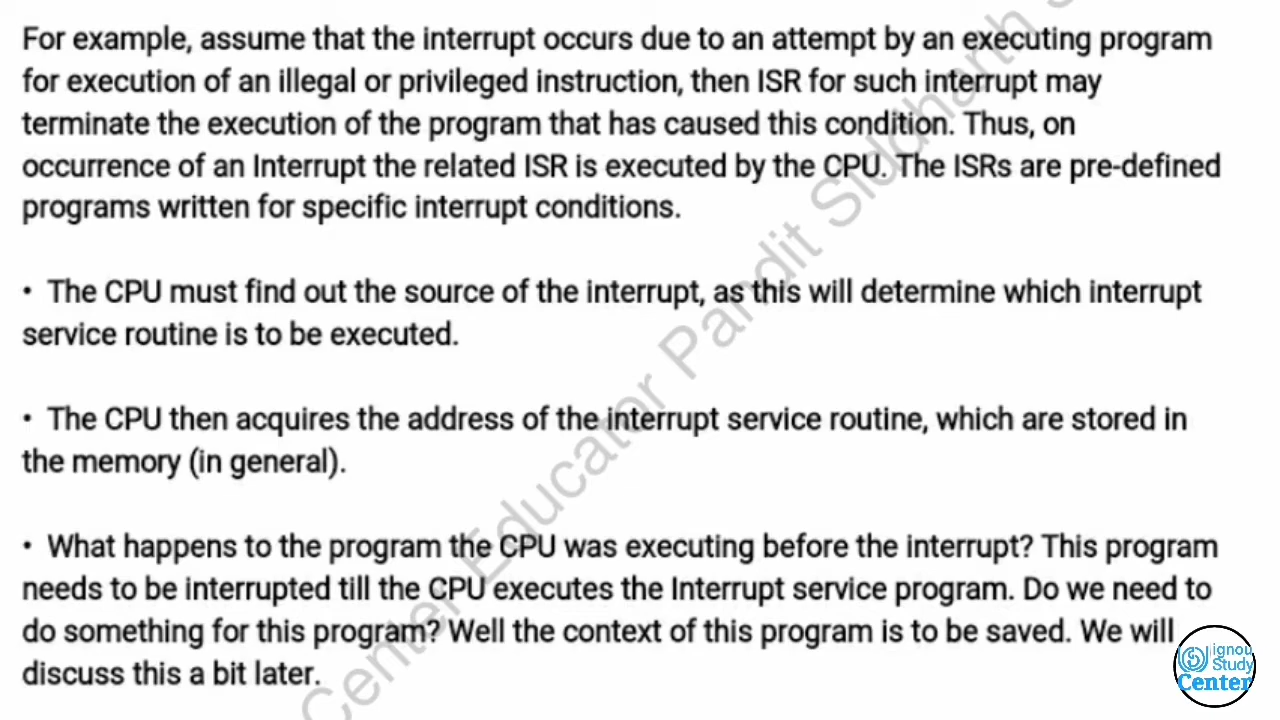 For example, assume that the interrupt occurs due to an attempt by an executing program
for execution of an illegal or privileged instruction, then ISR for such interrupt may
terminate the execution of the program that has caused this condition. Thus, on
occurrence of an Interrupt the related ISR is executed by the CPU. The ISRs are pre-defined
programs written for specific interrupt conditions.
• The CPU must find out the source of the interrupt, as this will determine which interrupt
service routine is to be executed.
• The CPU then acquires the address of the interrupt service routine, which are stored in
the memory (in general).
• What happens to the program the CPU was executing before the interrupt? This program
needs to be interrupted till the CPU executes the Interrupt service program. Do we need to
do something for this program? Well the context of this program is to be saved. We will
discuss this a bit later.
Center Educator Pandit Siddharth S
ignou
Study
Center